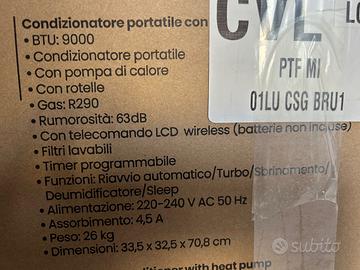 Condizionatore portatile con
• BTU: 9000
• Condizionatore portatile
• Con pompa di calore
• Con rotelle
• Gas: R290
• Rumorosità: 63dB
• Con telecomando LCD wireless (batterie non incluse)
• Filtri lavabili
• Timer programmabile
• Funzioni: Riavvio automatico/Turbo/Sbrinamento/
Deumidificatore/Sleep
• Alimentazione: 220-240 V AC 50 Hz
• Assorbimento: 4,5 A
• Peso: 26 kg
• Dimensioni: 33,5 x 32,5 x 70,8 cm
with heat pump
CVL
PTF MI
01LU CSG BRU1
subito